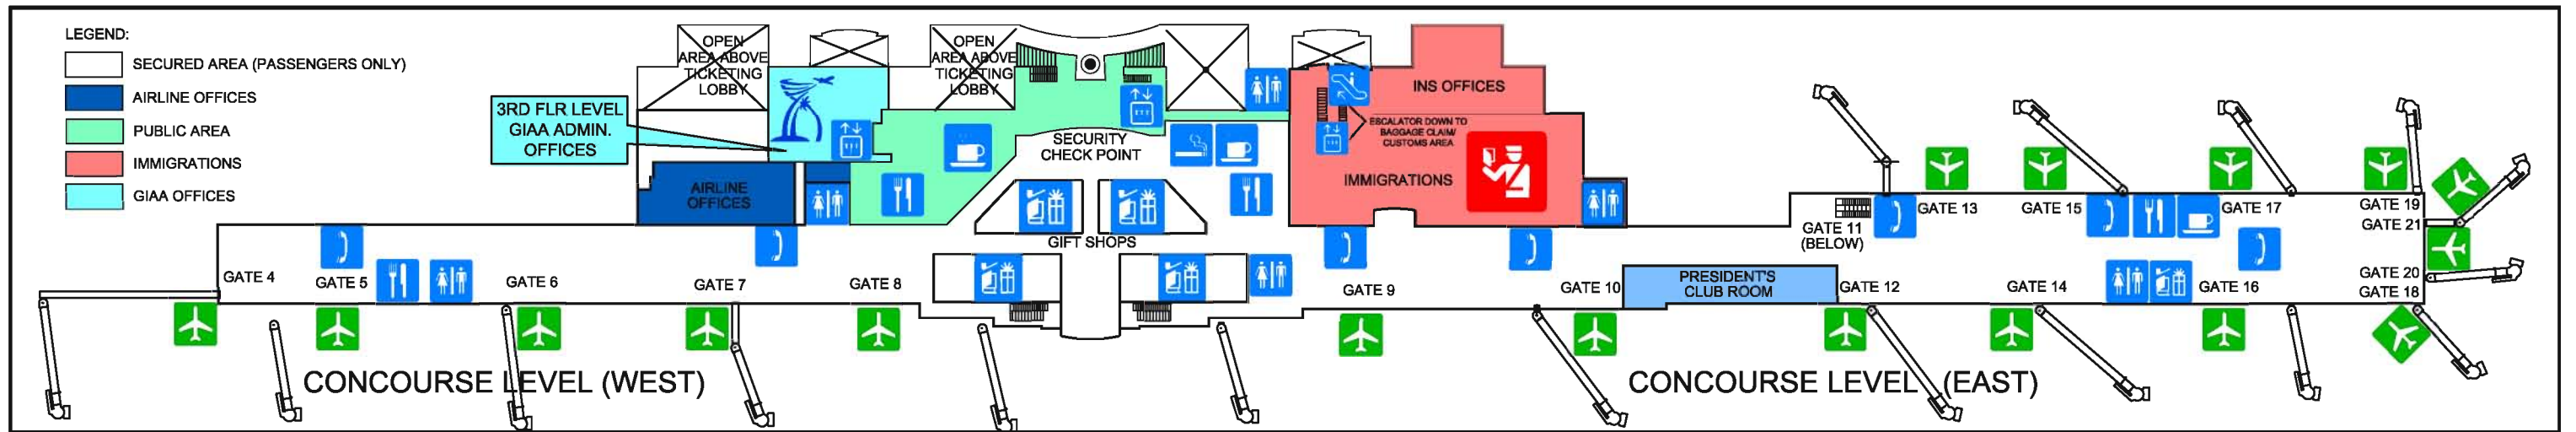 LEGEND:
SECURED AREA (PASSENGERS ONLY)
AIRLINE OFFICES
PUBLIC AREA
IMMIGRATIONS
GIAA OFFICES
3RD FLR LEVEL
GIAA ADMIN.
OFFICES
OPEN
AREA ABOVE
TICKETING
LOBBY
OPEN
AREA ABOVE
TICKETING
LOBBY
AIRLINE
OFFICES
SECURITY
CHECK POINT
GIFT SHOPS
INS OFFICES
ESCALATOR DOWN TO
BAGGAGE CLAIM/
CUSTOMS AREA
IMMIGRATIONS
GATE 4
GATE 5
GATE 6
GATE 7
GATE 8
GATE 9
GATE 10
PRESIDENT'S
CLUB ROOM
GATE 11
(BELOW)
GATE 12
GATE 13
GATE 14
GATE 15
GATE 16
GATE 17
GATE 19
GATE 21
GATE 20
GATE 18
CONCOURSE LEVEL (WEST)
CONCOURSE LEVEL (EAST)